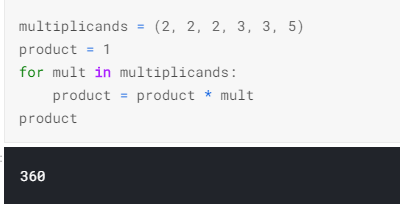 multiplicands = (2, 2, 2, 3, 3, 5)
product = 1
for mult in multiplicands:
    product = product * mult
product
360